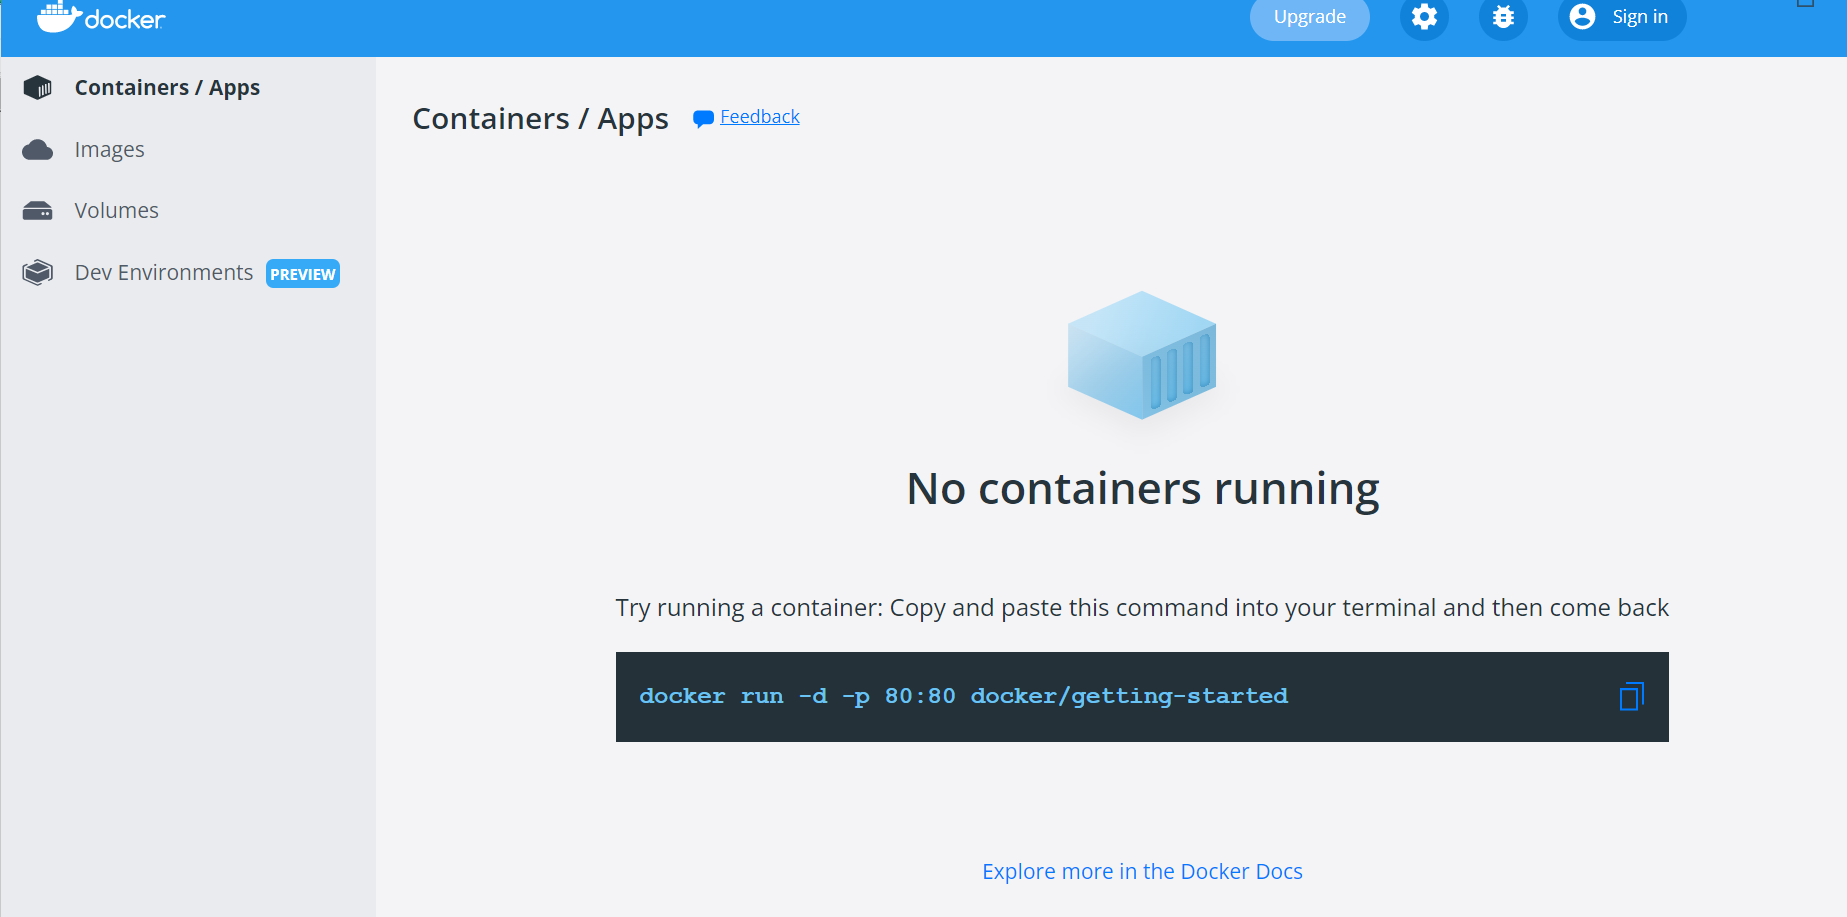 docker
Upgrade
Sign in
Containers / Apps
Images
Volumes
Dev Environments PREVIEW
Containers / Apps Feedback
No containers running
Try running a container: Copy and paste this command into your terminal and then come back
docker run -d -p 80:80 docker/getting-started
Explore more in the Docker Docs